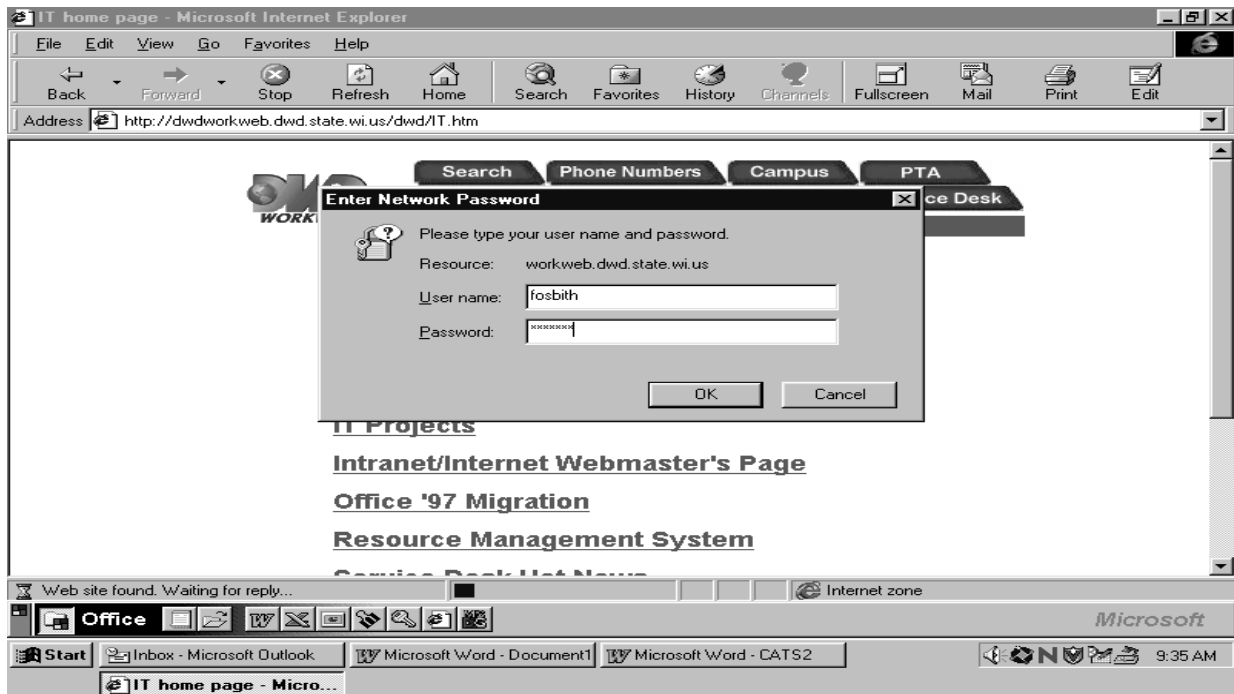 IT home page - Microsoft Internet Explorer
File Edit View Go Favorites Help
Back Forward Stop Refresh Home Search Favorites History Channels Fullscreen Mail Print Edit
Address http://dwdworkweb.dwd.state.wi.us/dwd/IT.htm
Search Phone Numbers Campus PTA
ce Desk
WORK
Enter Network Password
Please type your user name and password.
Resource: workweb.dwd.state.wi.us
User name: fosbith
Password: *******
OK Cancel
IT Projects
Intranet/Internet Webmaster's Page
Office '97 Migration
Resource Management System
Service Desk Hot News
Web site found. Waiting for reply... Internet zone
Office Microsoft
Start Inbox - Microsoft Outlook Microsoft Word - Document1 Microsoft Word - CATS2 9:35 AM
IT home page - Micro...